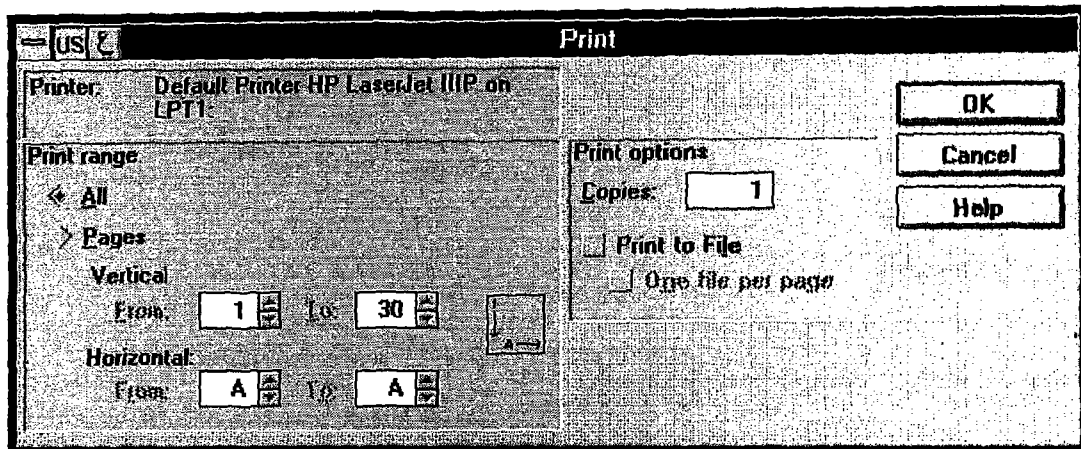 US ع Print
Printer: Default Printer HP LaserJet IIIP on
LPT1:
OK
Cancel
Help
Print range
All
Pages
Vertical
From: 1 To: 30
1
A
Horizontal:
From: A To: A
Print options
Copies: 1
Print to File
One file per page